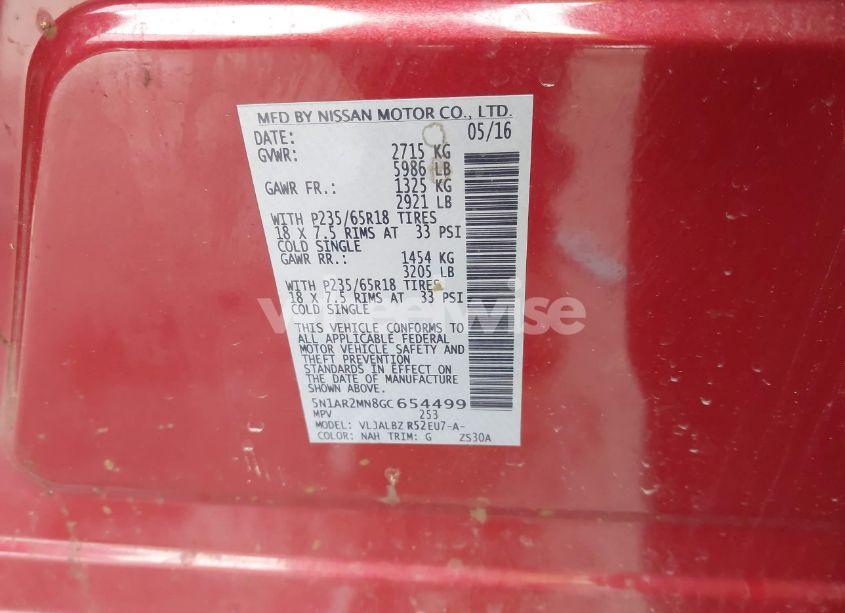 MFD BY NISSAN MOTOR CO., LTD.
DATE: 05/16
GVWR: 2715 KG
5986 LB
GAWR FR.: 1325 KG
2921 LB
WITH P235/65R18 TIRES
18 X 7.5 RIMS AT 33 PSI
COLD SINGLE
GAWR RR.: 1454 KG
3205 LB
WITH P235/65R18 TIRES
18 X 7.5 RIMS AT 33 PSI
COLD SINGLE
wheelwise
THIS VEHICLE CONFORMS TO
ALL APPLICABLE FEDERAL
MOTOR VEHICLE SAFETY AND
THEFT PREVENTION
STANDARDS IN EFFECT ON
THE DATE OF MANUFACTURE
SHOWN ABOVE.
5N1AR2MN8GC654499
MPV 253
MODEL: VLJALBZ R52EU7-A-
COLOR: NAH TRIM: G ZS30A